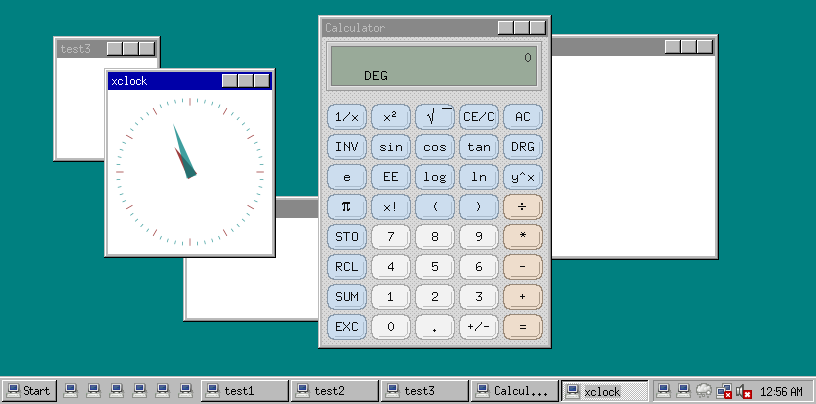 test3
xclock
Calculator
0
DEG
1/x x² √‾ CE/C AC
INV sin cos tan DRG
e EE log ln y^x
π x! ( ) ÷
STO 7 8 9 *
RCL 4 5 6 -
SUM 1 2 3 +
EXC 0 . +/- =
Start test1 test2 test3 Calcul... xclock 12:56 AM